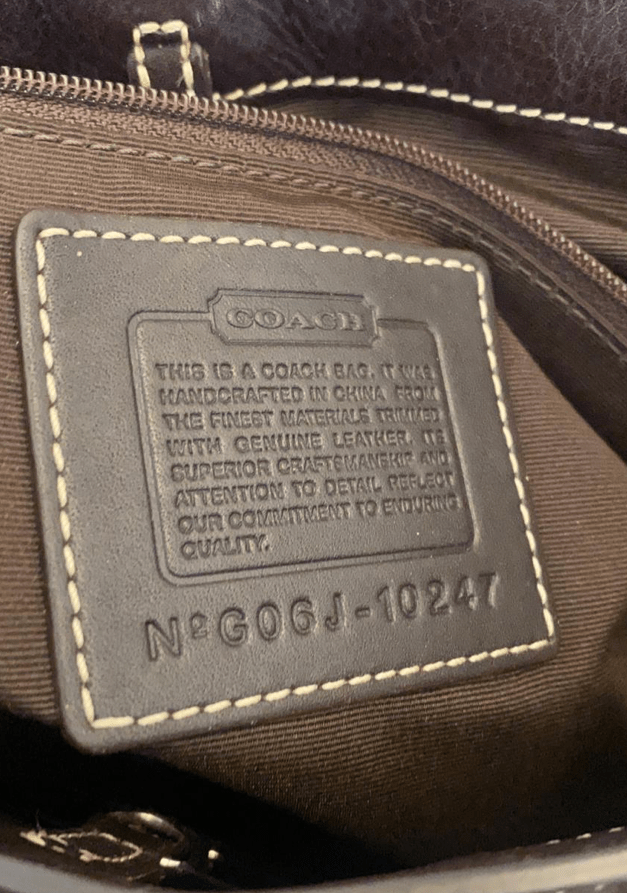 COACH
THIS IS A COACH BAG. IT WAS
HANDCRAFTED IN CHINA FROM
THE FINEST MATERIALS TRIMMED
WITH GENUINE LEATHER. ITS
SUPERIOR CRAFTSMANSHIP AND
ATTENTION TO DETAIL REFLECT
OUR COMMITMENT TO ENDURING
QUALITY.
Nº G06J-10247